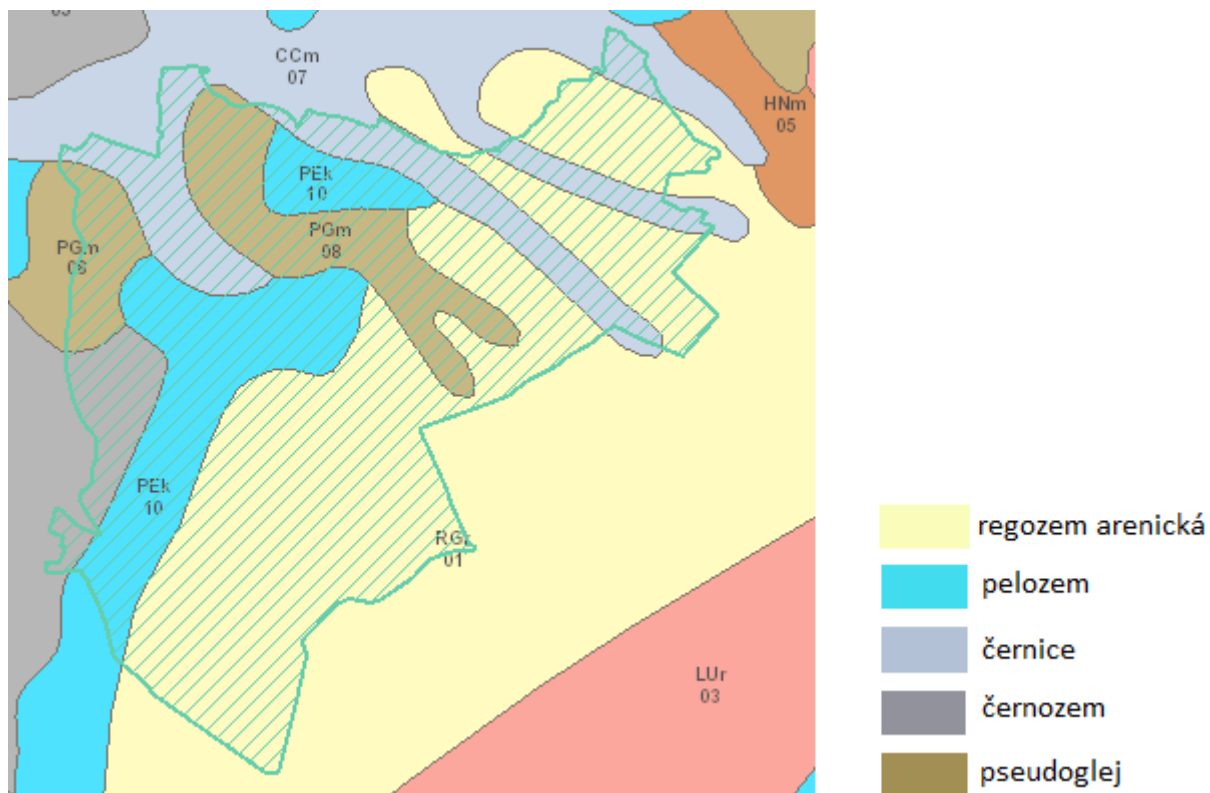 CCm
07
HNm
05
PEk
10
PGm
08
PGm
06
PEk
10
RGr
01
LUr
03
regozem arenická
pelozem
černice
černozem
pseudoglej